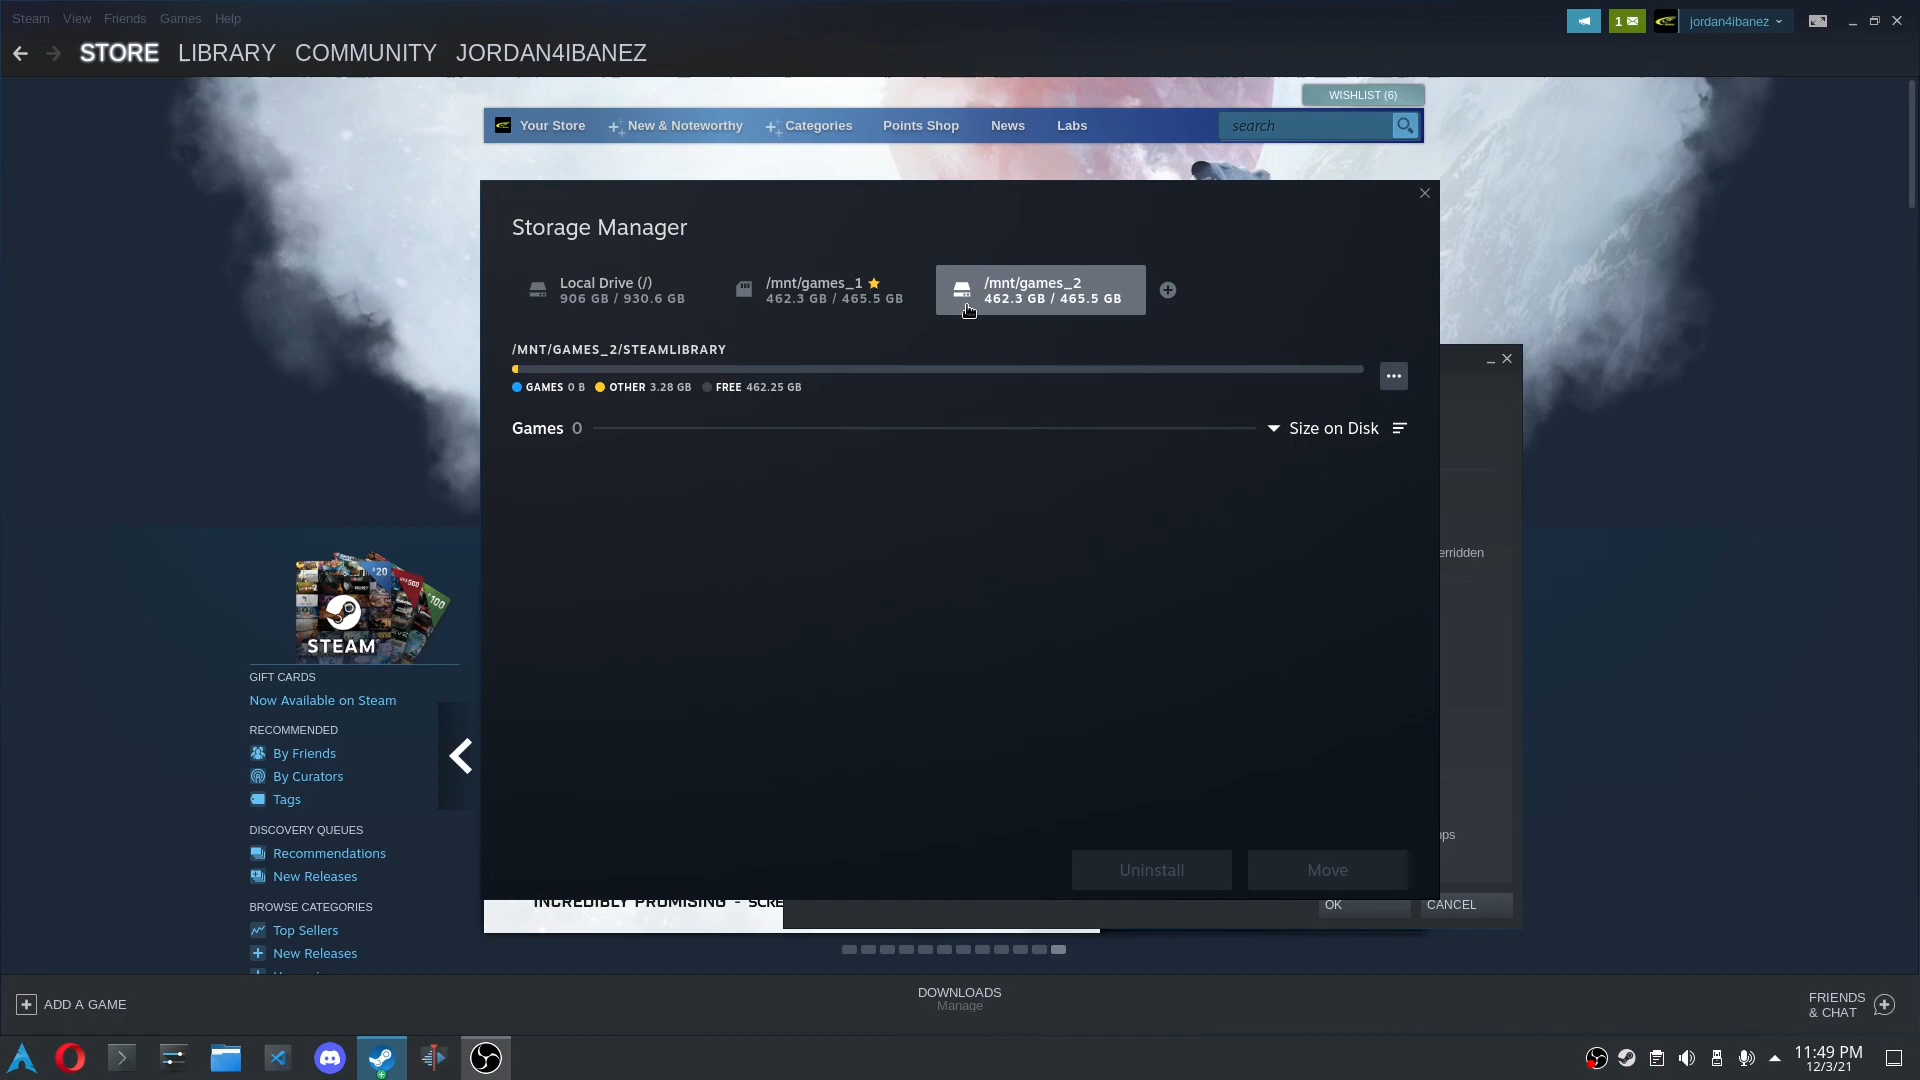 Steam View Friends Games Help
1
jordan4ibanez
STORE LIBRARY COMMUNITY JORDAN4IBANEZ
WISHLIST (6)
Your Store New & Noteworthy Categories Points Shop News Labs
search
Storage Manager
Local Drive (/)
906 GB / 930.6 GB
/mnt/games_1
462.3 GB / 465.5 GB
/mnt/games_2
462.3 GB / 465.5 GB
/MNT/GAMES_2/STEAMLIBRARY
GAMES 0 B OTHER 3.28 GB FREE 462.25 GB
Games 0
Size on Disk
erridden
STEAM
GIFT CARDS
Now Available on Steam
RECOMMENDED
By Friends
By Curators
Tags
DISCOVERY QUEUES
Recommendations
New Releases
BROWSE CATEGORIES
Top Sellers
New Releases
ops
Uninstall Move
INCREDIBLY PROMISING - SCRE
OK CANCEL
ADD A GAME
DOWNLOADS
Manage
FRIENDS
& CHAT
11:49 PM
12/3/21